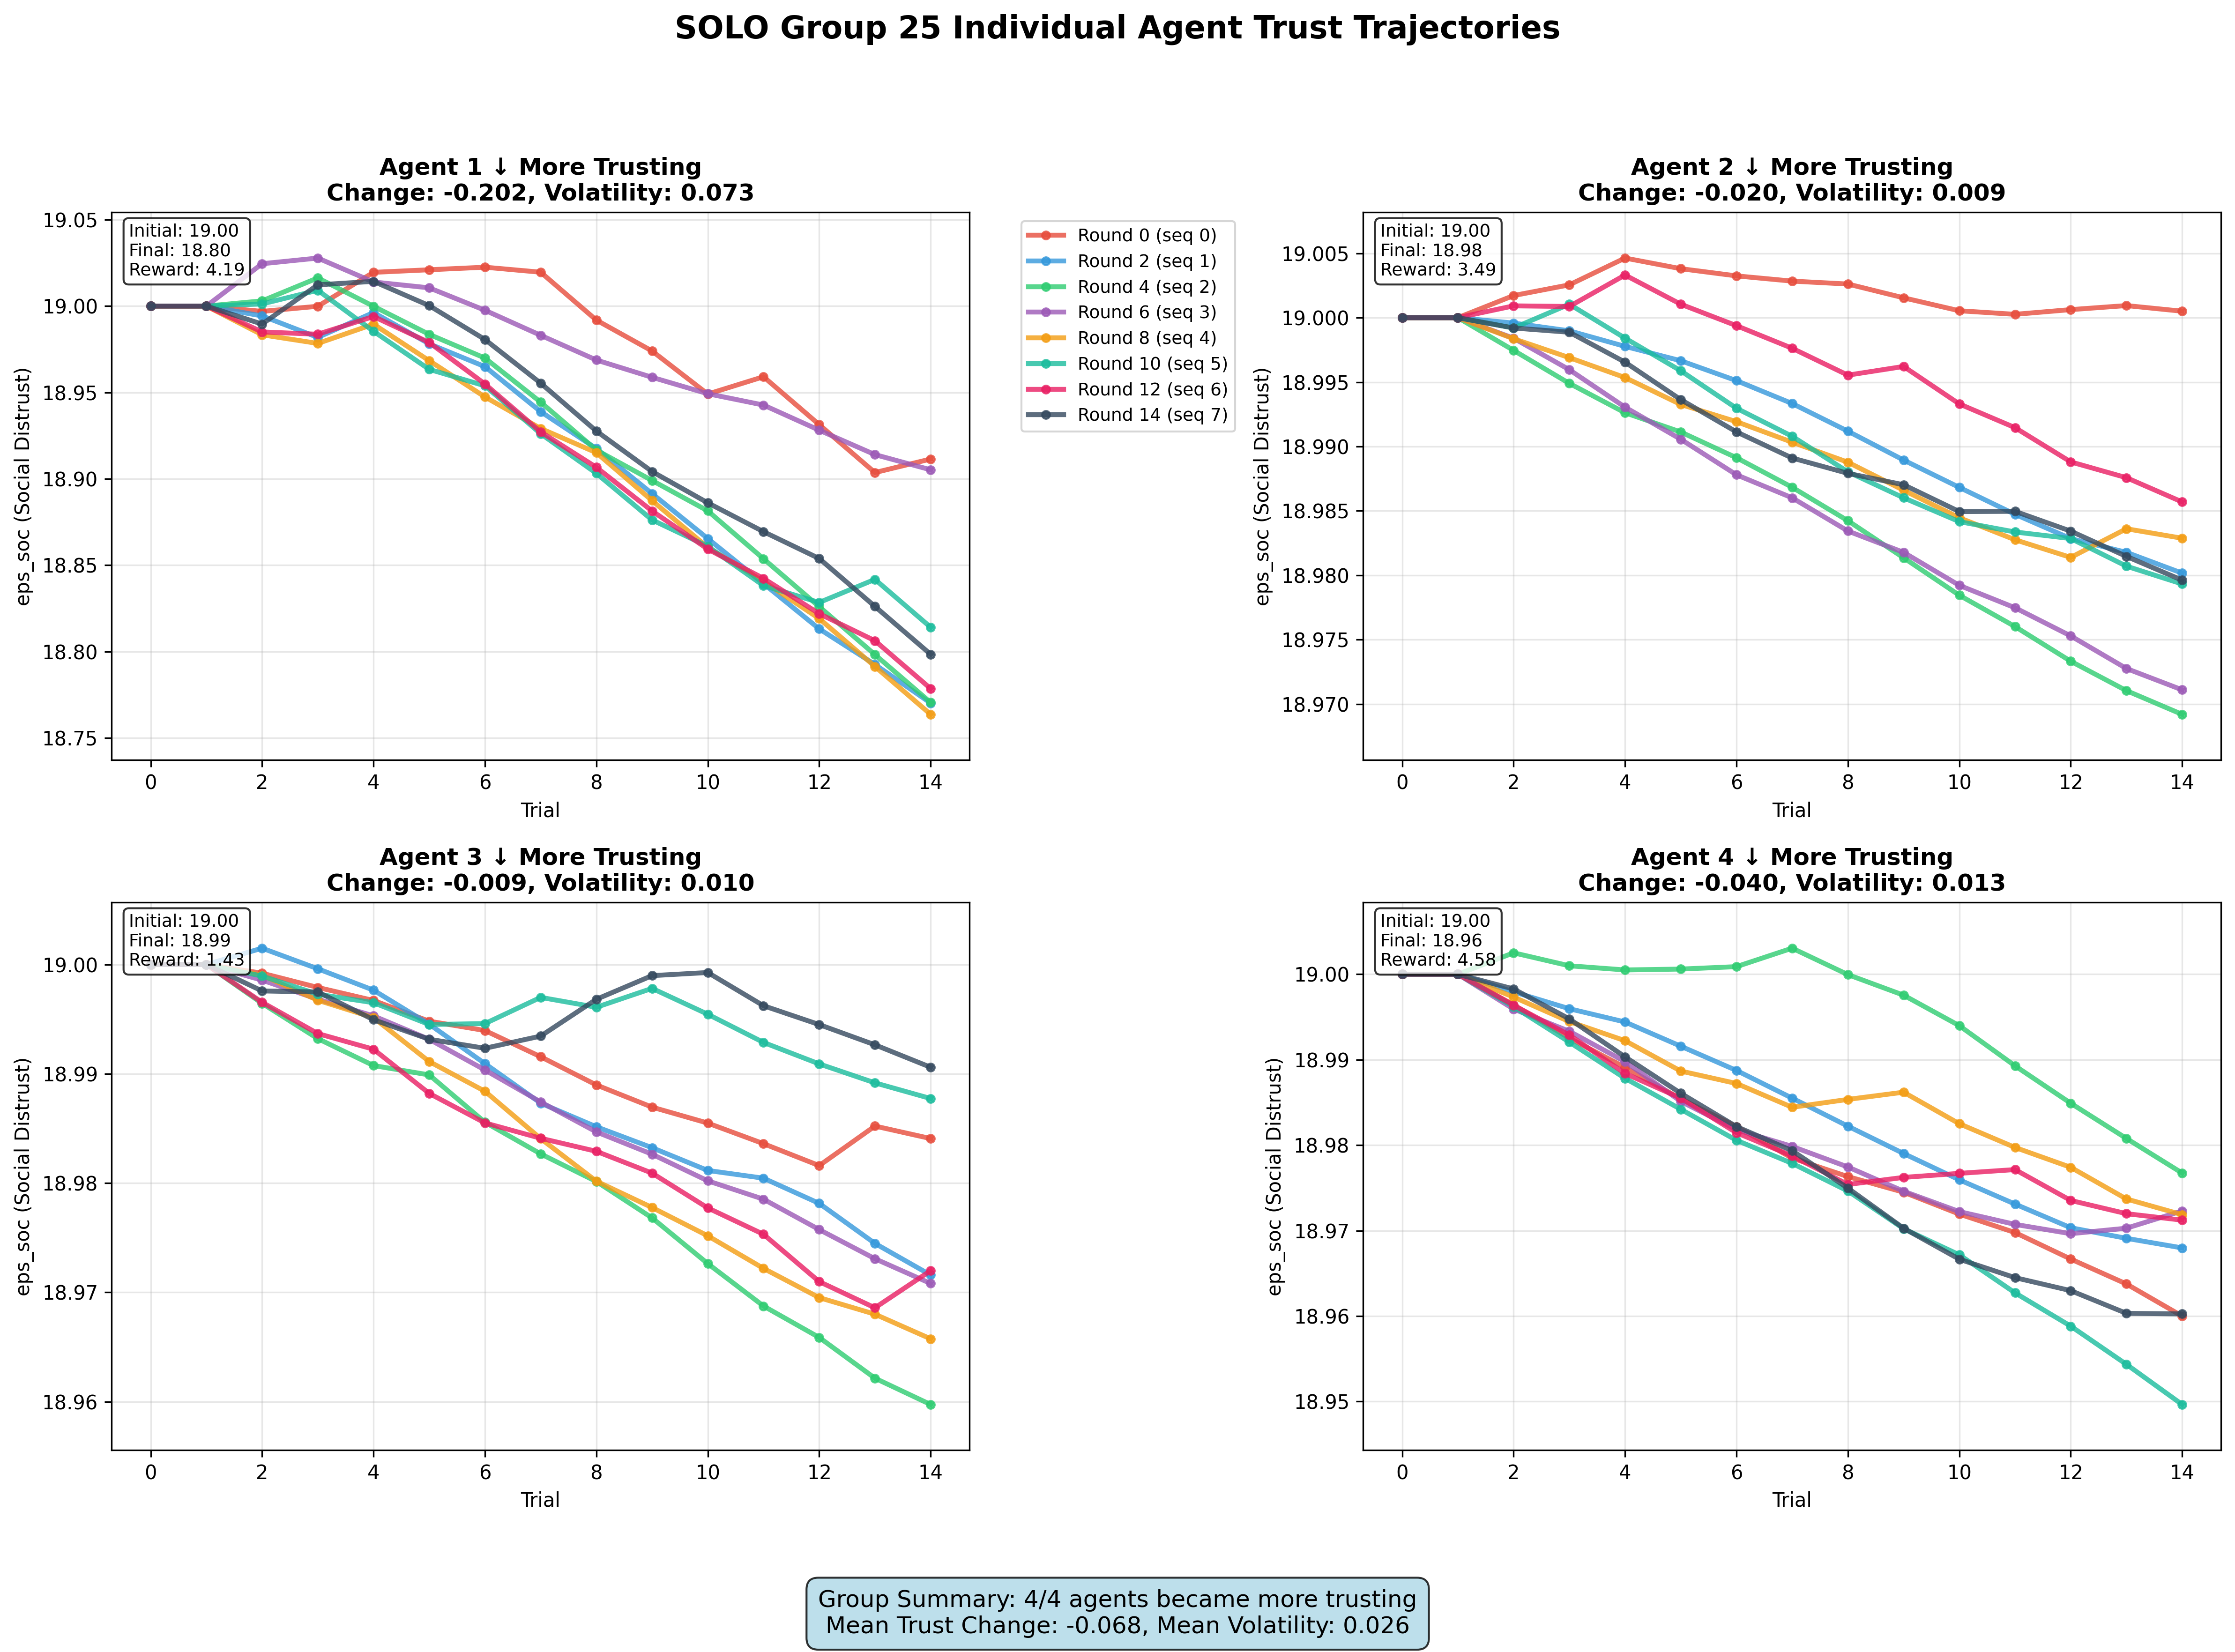 SOLO Group 25 Individual Agent Trust Trajectories
Agent 1 ↓ More Trusting
Change: -0.202, Volatility: 0.073
Initial: 19.00
Final: 18.80
Reward: 4.19
19.05
19.00
18.95
18.90
18.85
18.80
18.75
eps_soc (Social Distrust)
0 2 4 6 8 10 12 14
Trial
Round 0 (seq 0)
Round 2 (seq 1)
Round 4 (seq 2)
Round 6 (seq 3)
Round 8 (seq 4)
Round 10 (seq 5)
Round 12 (seq 6)
Round 14 (seq 7)
Agent 2 ↓ More Trusting
Change: -0.020, Volatility: 0.009
Initial: 19.00
Final: 18.98
Reward: 3.49
19.005
19.000
18.995
18.990
18.985
18.980
18.975
18.970
eps_soc (Social Distrust)
0 2 4 6 8 10 12 14
Trial
Agent 3 ↓ More Trusting
Change: -0.009, Volatility: 0.010
Initial: 19.00
Final: 18.99
Reward: 1.43
19.00
18.99
18.98
18.97
18.96
eps_soc (Social Distrust)
0 2 4 6 8 10 12 14
Trial
Agent 4 ↓ More Trusting
Change: -0.040, Volatility: 0.013
Initial: 19.00
Final: 18.96
Reward: 4.58
19.00
18.99
18.98
18.97
18.96
18.95
eps_soc (Social Distrust)
0 2 4 6 8 10 12 14
Trial
Group Summary: 4/4 agents became more trusting
Mean Trust Change: -0.068, Mean Volatility: 0.026